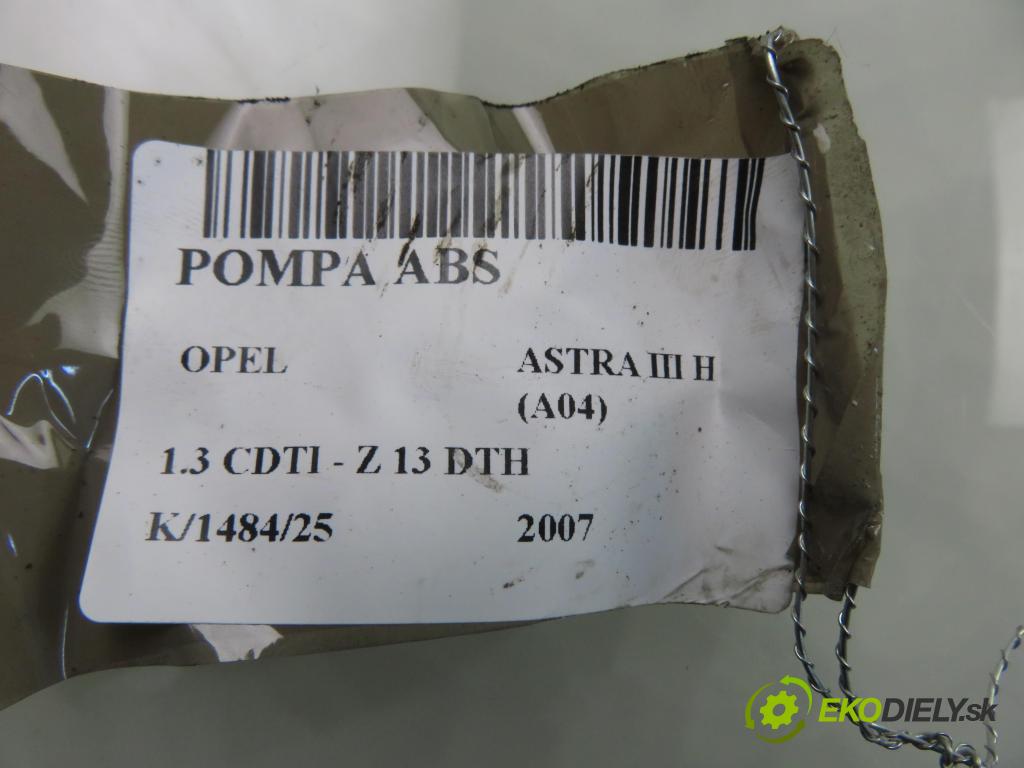 POMPA ABS
OPEL ASTRA III H
(A04)
1.3 CDTI - Z 13 DTH
K/1484/25 2007
EKODIELY.sk